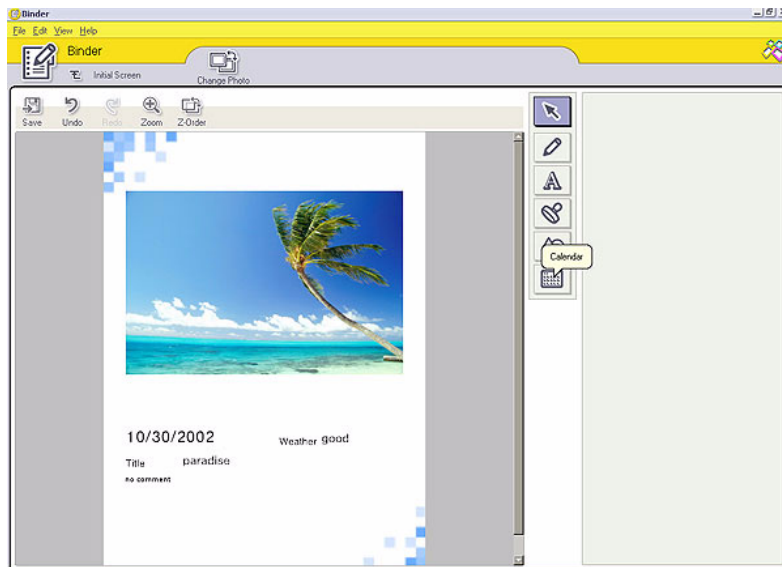 Binder
File Edit View Help
Binder
Initial Screen
Change Photo
Save Undo Redo Zoom Z-Order
A
Calendar
10/30/2002
Weather good
Title paradise
no comment